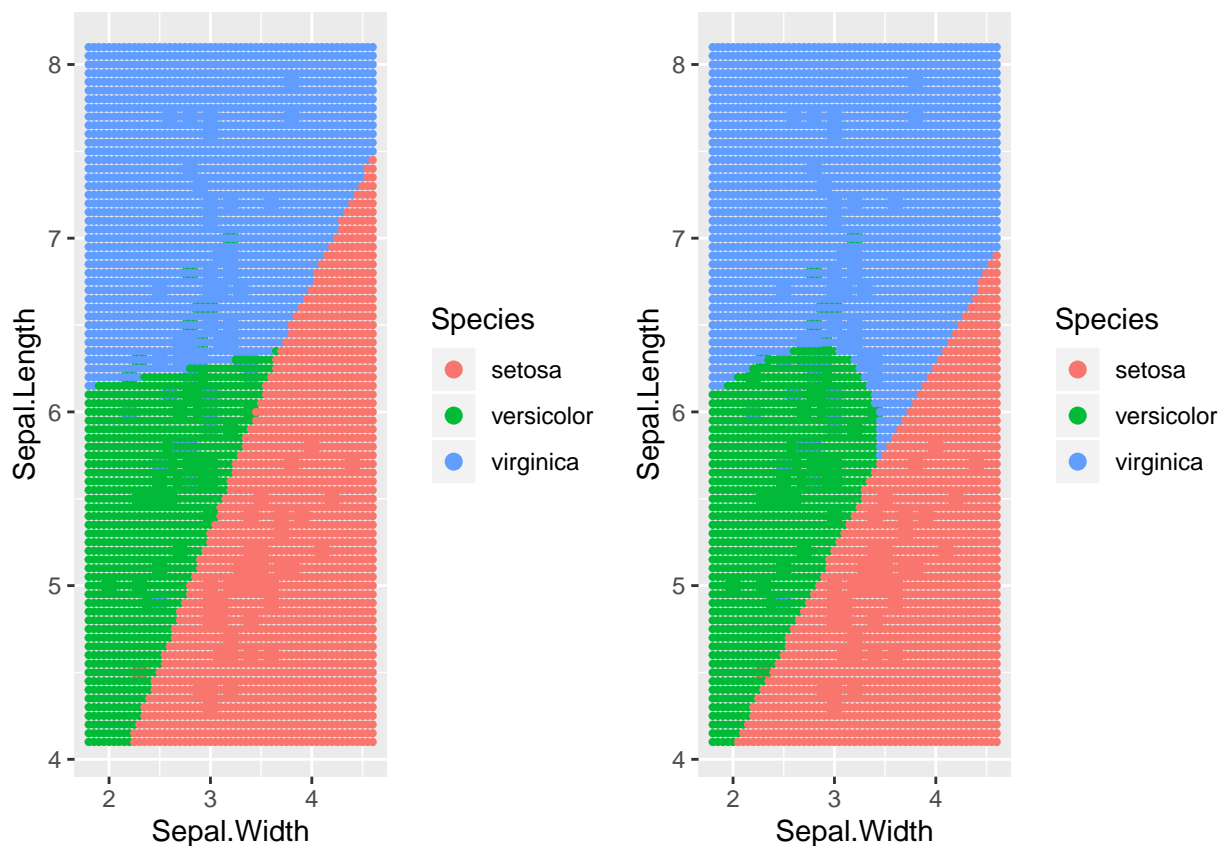 8
7
6
5
4
2 3 4
Sepal.Width
Sepal.Length
Species
setosa
versicolor
virginica
8
7
6
5
4
2 3 4
Sepal.Width
Sepal.Length
Species
setosa
versicolor
virginica